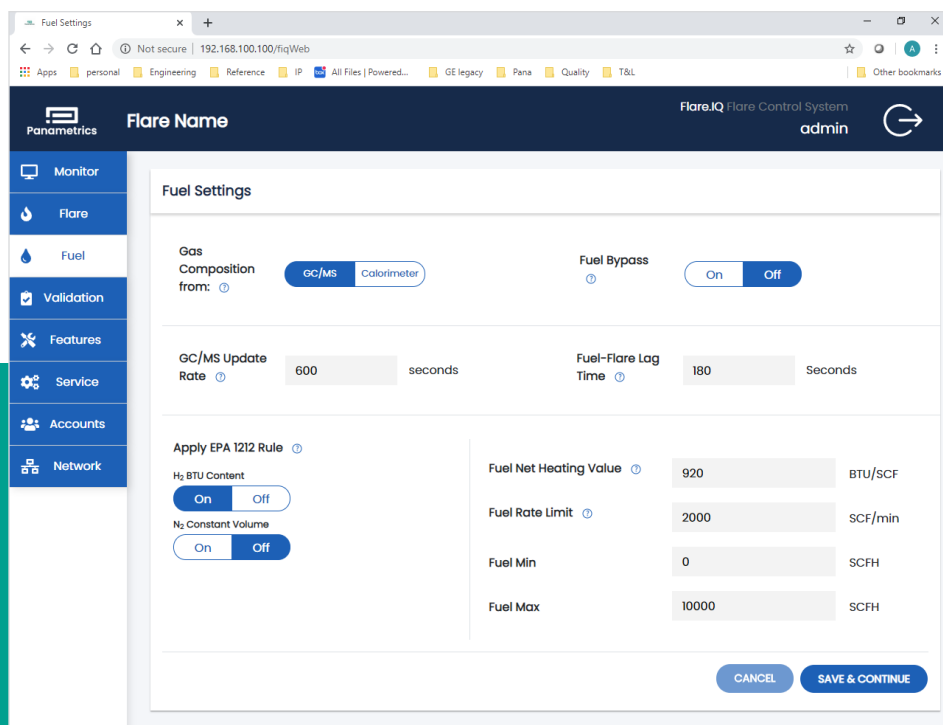 Fuel Settings
Not secure | 192.168.100.100/fiqWeb
Apps personal Engineering Reference IP All Files | Powered... GE legacy Pana Quality T&L Other bookmarks
A
Panametrics
Flare Name
Flare.IQ Flare Control System
admin
Monitor
Flare
Fuel
Validation
Features
Service
Accounts
Network
Fuel Settings
Gas
Composition
from:
GC/MS Calorimeter
Fuel Bypass
On Off
GC/MS Update
Rate
600 seconds
Fuel-Flare Lag
Time
180 Seconds
Apply EPA 1212 Rule
H₂ BTU Content
On Off
N₂ Constant Volume
On Off
Fuel Net Heating Value 920 BTU/SCF
Fuel Rate Limit 2000 SCF/min
Fuel Min 0 SCFH
Fuel Max 10000 SCFH
CANCEL SAVE & CONTINUE